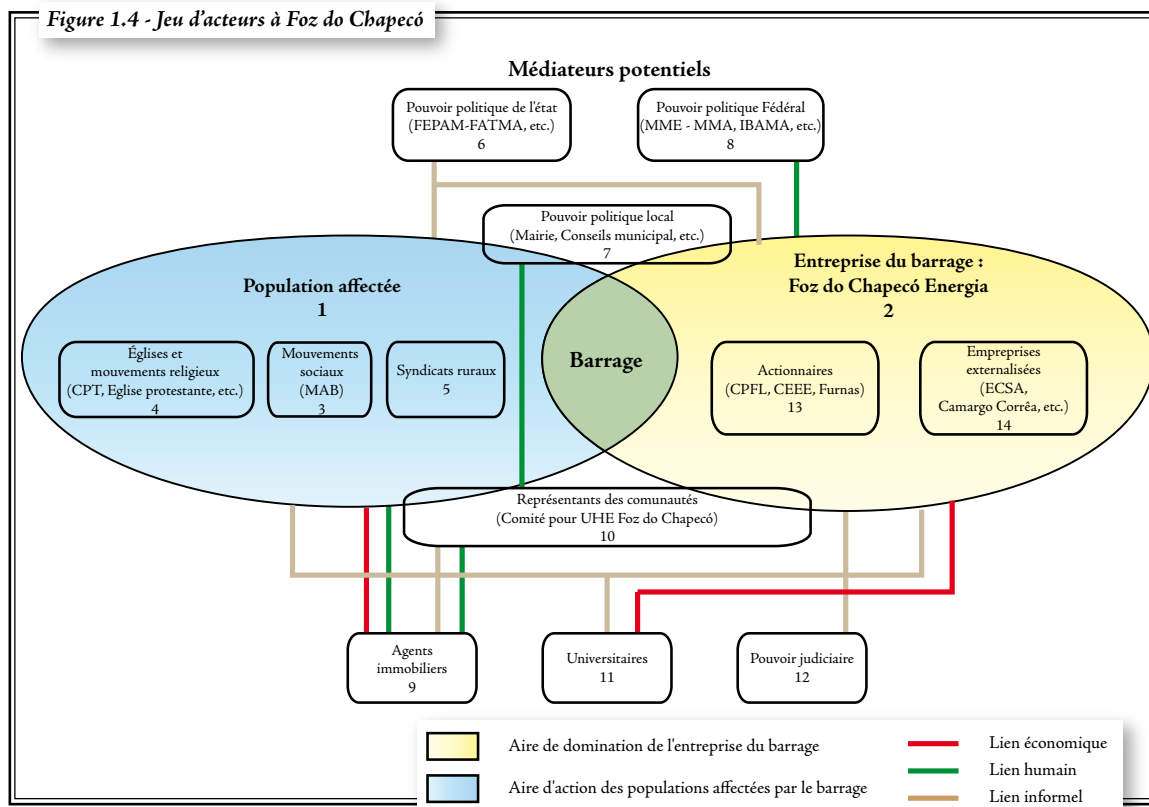 Figure 1.4 - Jeu d'acteurs à Foz do Chapecó
Médiateurs potentiels
Pouvoir politique de l'état
(FEPAM-FATMA, etc.)
6
Pouvoir politique Fédéral
(MME - MMA, IBAMA, etc.)
8
Pouvoir politique local
(Mairie, Conseils municipal, etc.)
7
Population affectée
1
Entreprise du barrage :
Foz do Chapecó Energia
2
Églises et
mouvements religieux
(CPT, Eglise protestante, etc.)
4
Mouvements
sociaux
(MAB)
3
Syndicats ruraux
5
Barrage
Actionnaires
(CPFL, CEEE, Furnas)
13
Empreprises
externalisées
(ECSA,
Camargo Corrêa, etc.)
14
Représentants des comunautés
(Comité pour UHE Foz do Chapecó)
10
Agents
immobiliers
9
Universitaires
11
Pouvoir judiciaire
12
Aire de domination de l'entreprise du barrage
Aire d'action des populations affectées par le barrage
Lien économique
Lien humain
Lien informel